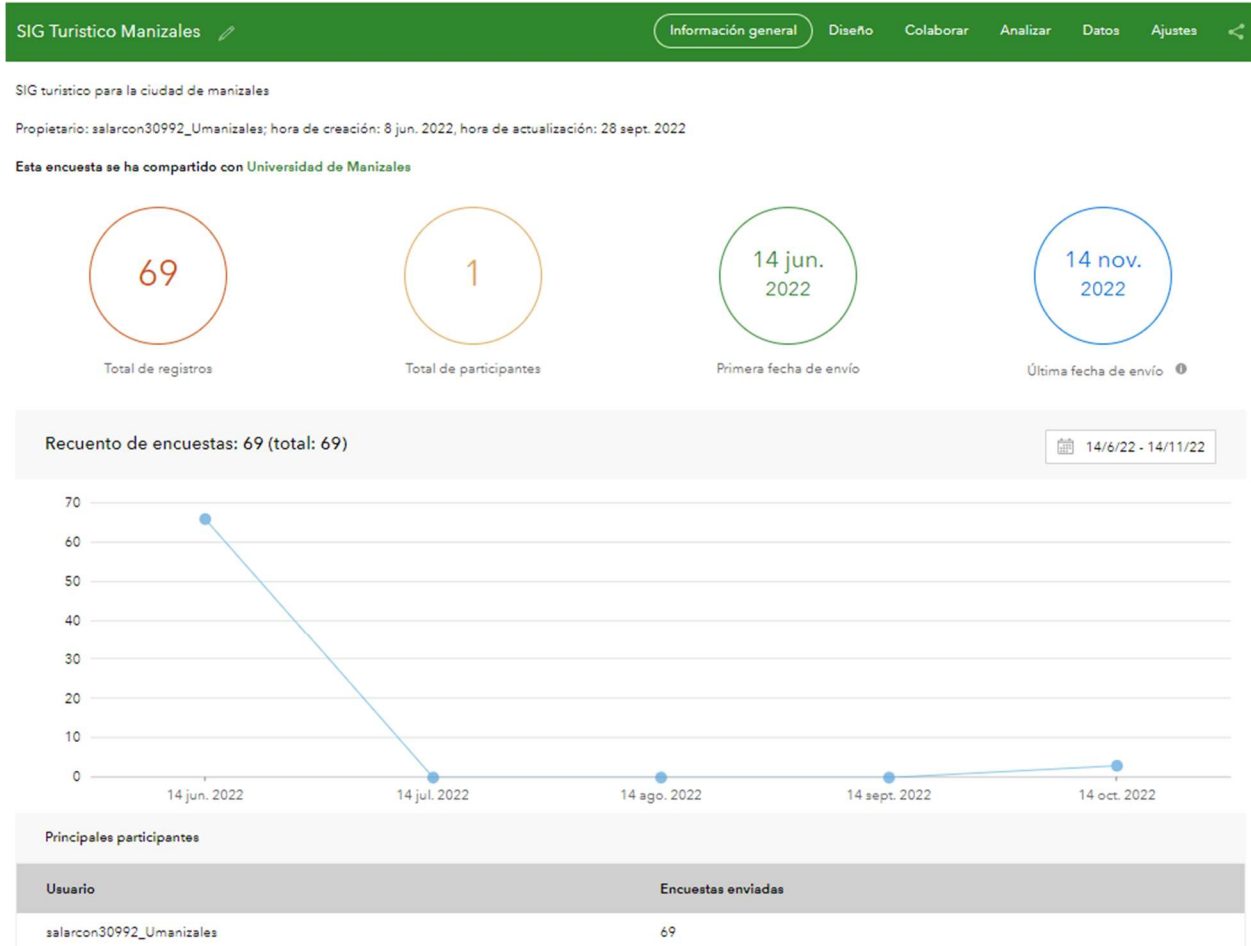 SIG Turistico Manizales
Información general Diseño Colaborar Analizar Datos Ajustes
SIG turistico para la ciudad de manizales
Propietario: salarcon30992_Umanizales; hora de creación: 8 jun. 2022, hora de actualización: 28 sept. 2022
Esta encuesta se ha compartido con Universidad de Manizales
69
Total de registros
1
Total de participantes
14 jun.
2022
Primera fecha de envío
14 nov.
2022
Última fecha de envío
Recuento de encuestas: 69 (total: 69)
14/6/22 - 14/11/22
70
60
50
40
30
20
10
0
14 jun. 2022 14 jul. 2022 14 ago. 2022 14 sept. 2022 14 oct. 2022
Principales participantes
Usuario Encuestas enviadas
salarcon30992_Umanizales 69